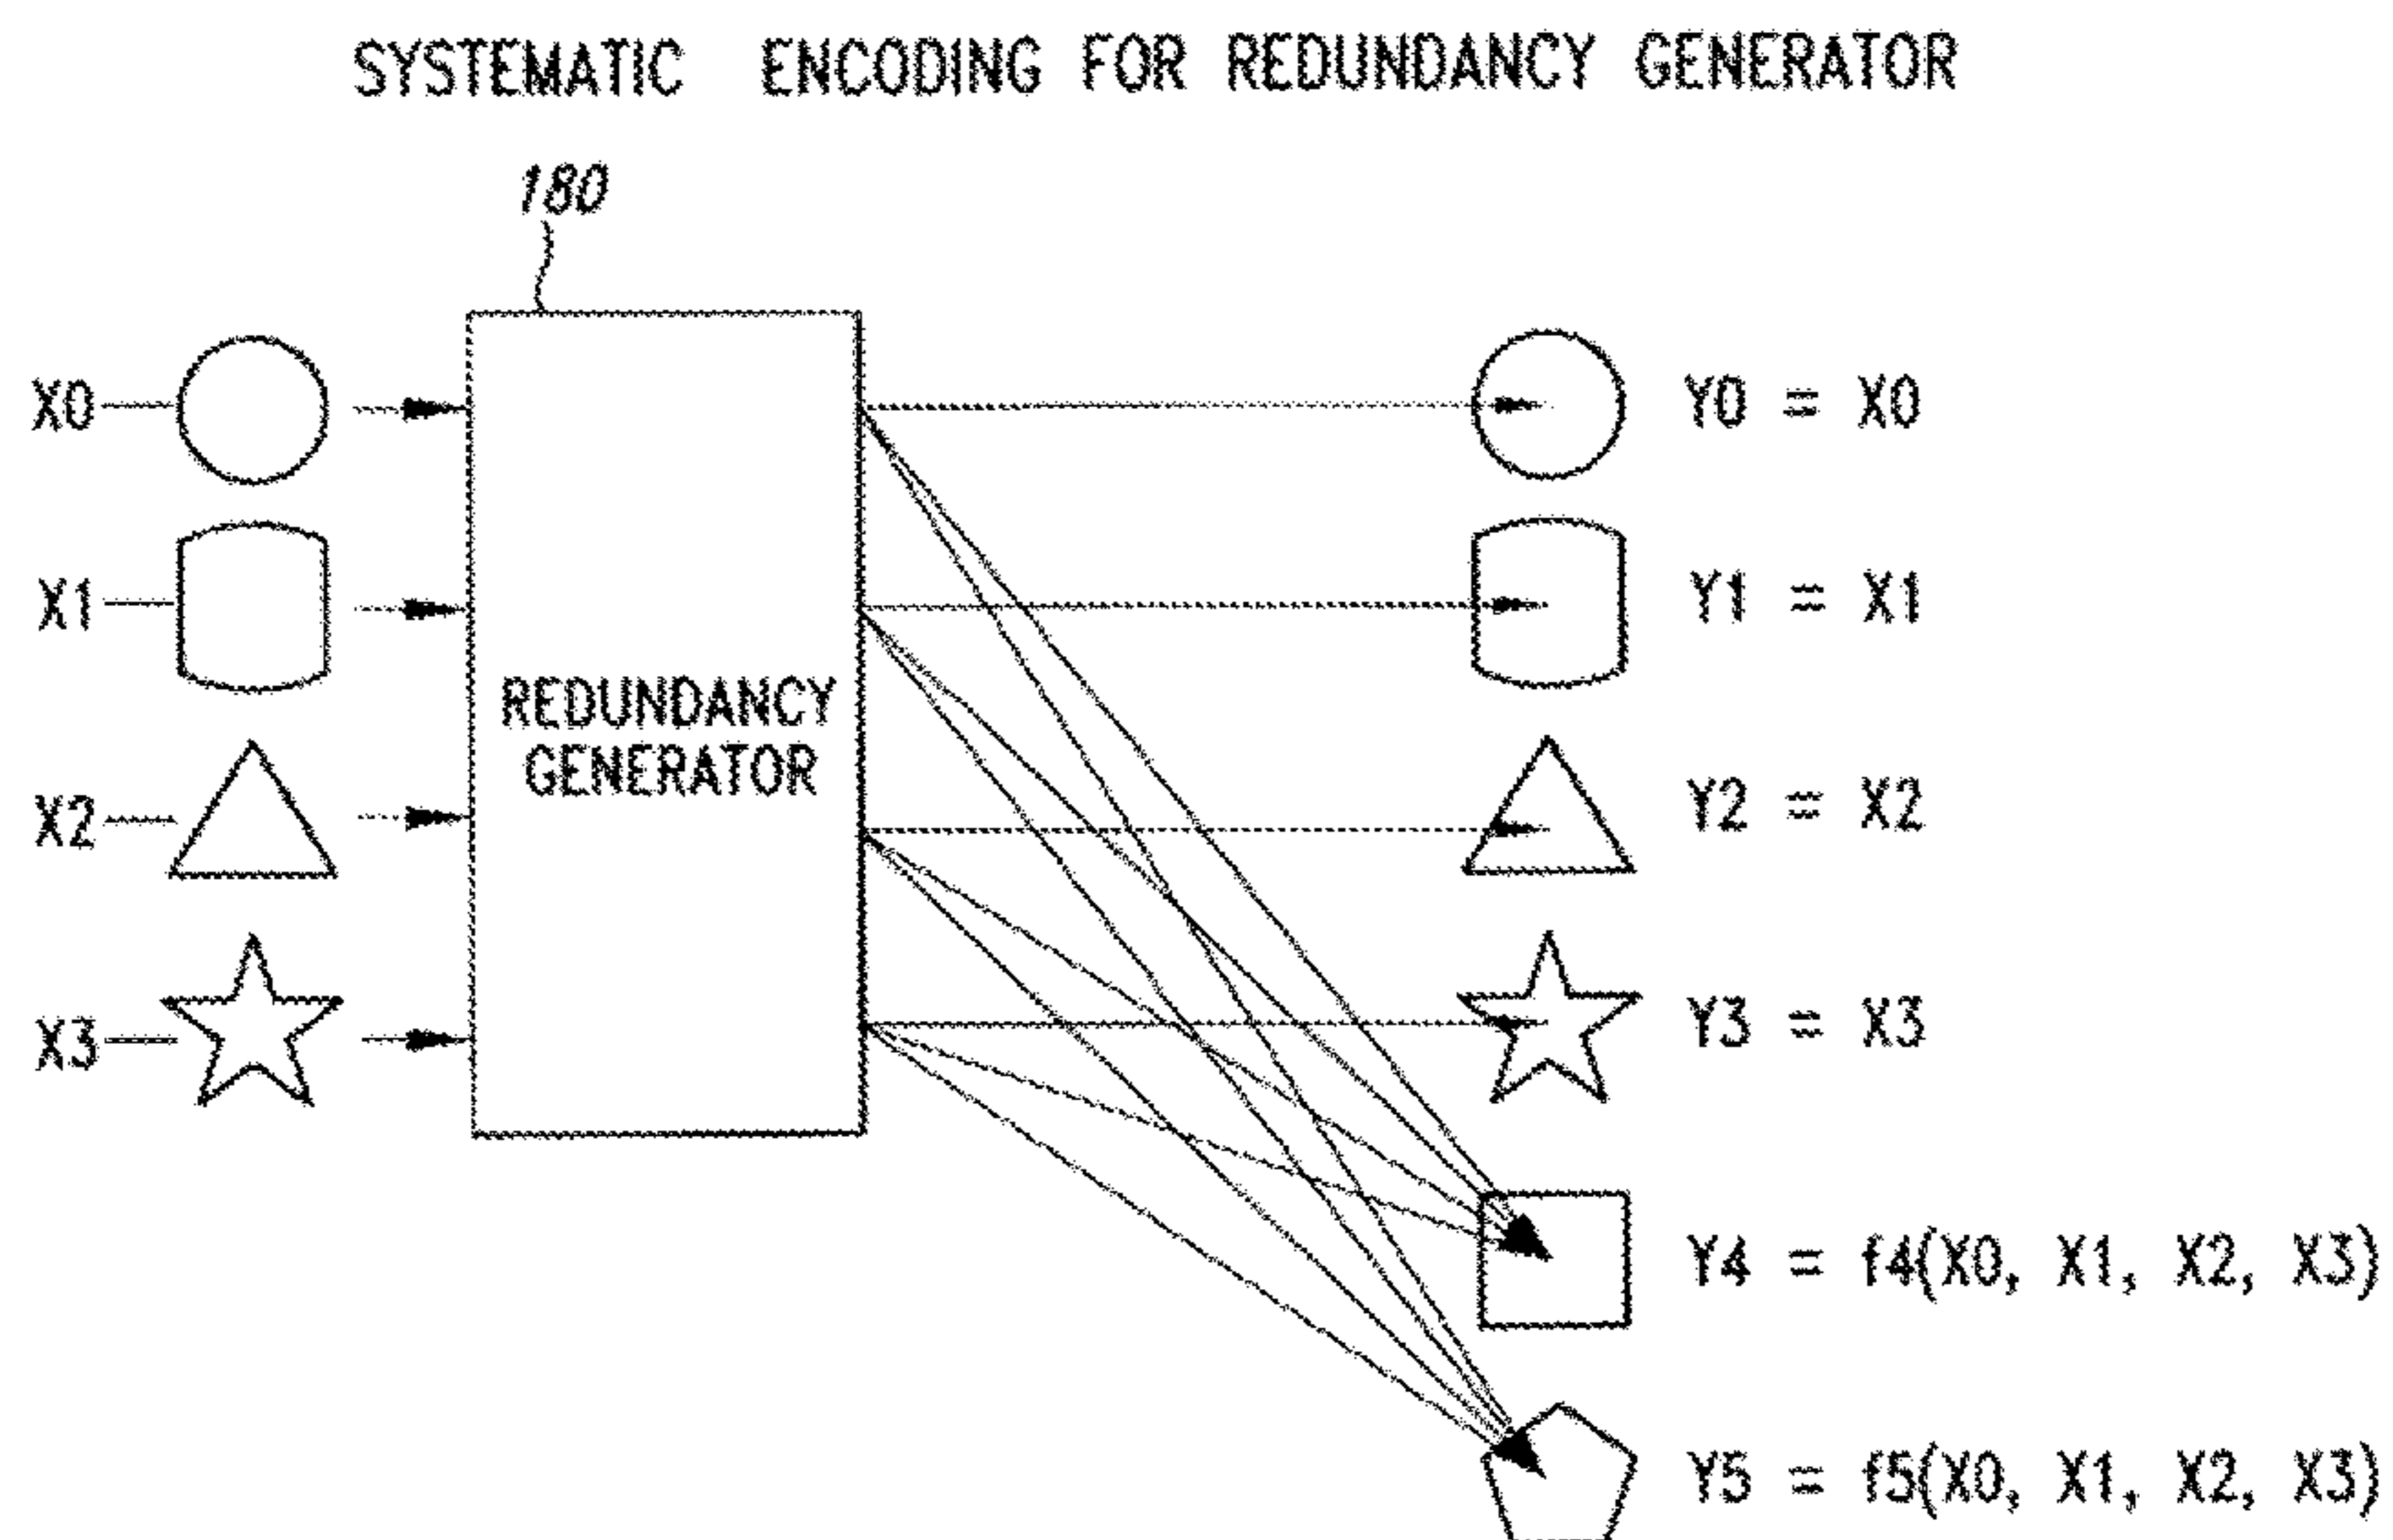 SYSTEMATIC ENCODING FOR REDUNDANCY GENERATOR
180
X0
Y0 = X0
X1
Y1 = X1
REDUNDANCY
GENERATOR
X2
Y2 = X2
X3
Y3 = X3
Y4 = f4(X0, X1, X2, X3)
Y5 = f5(X0, X1, X2, X3)